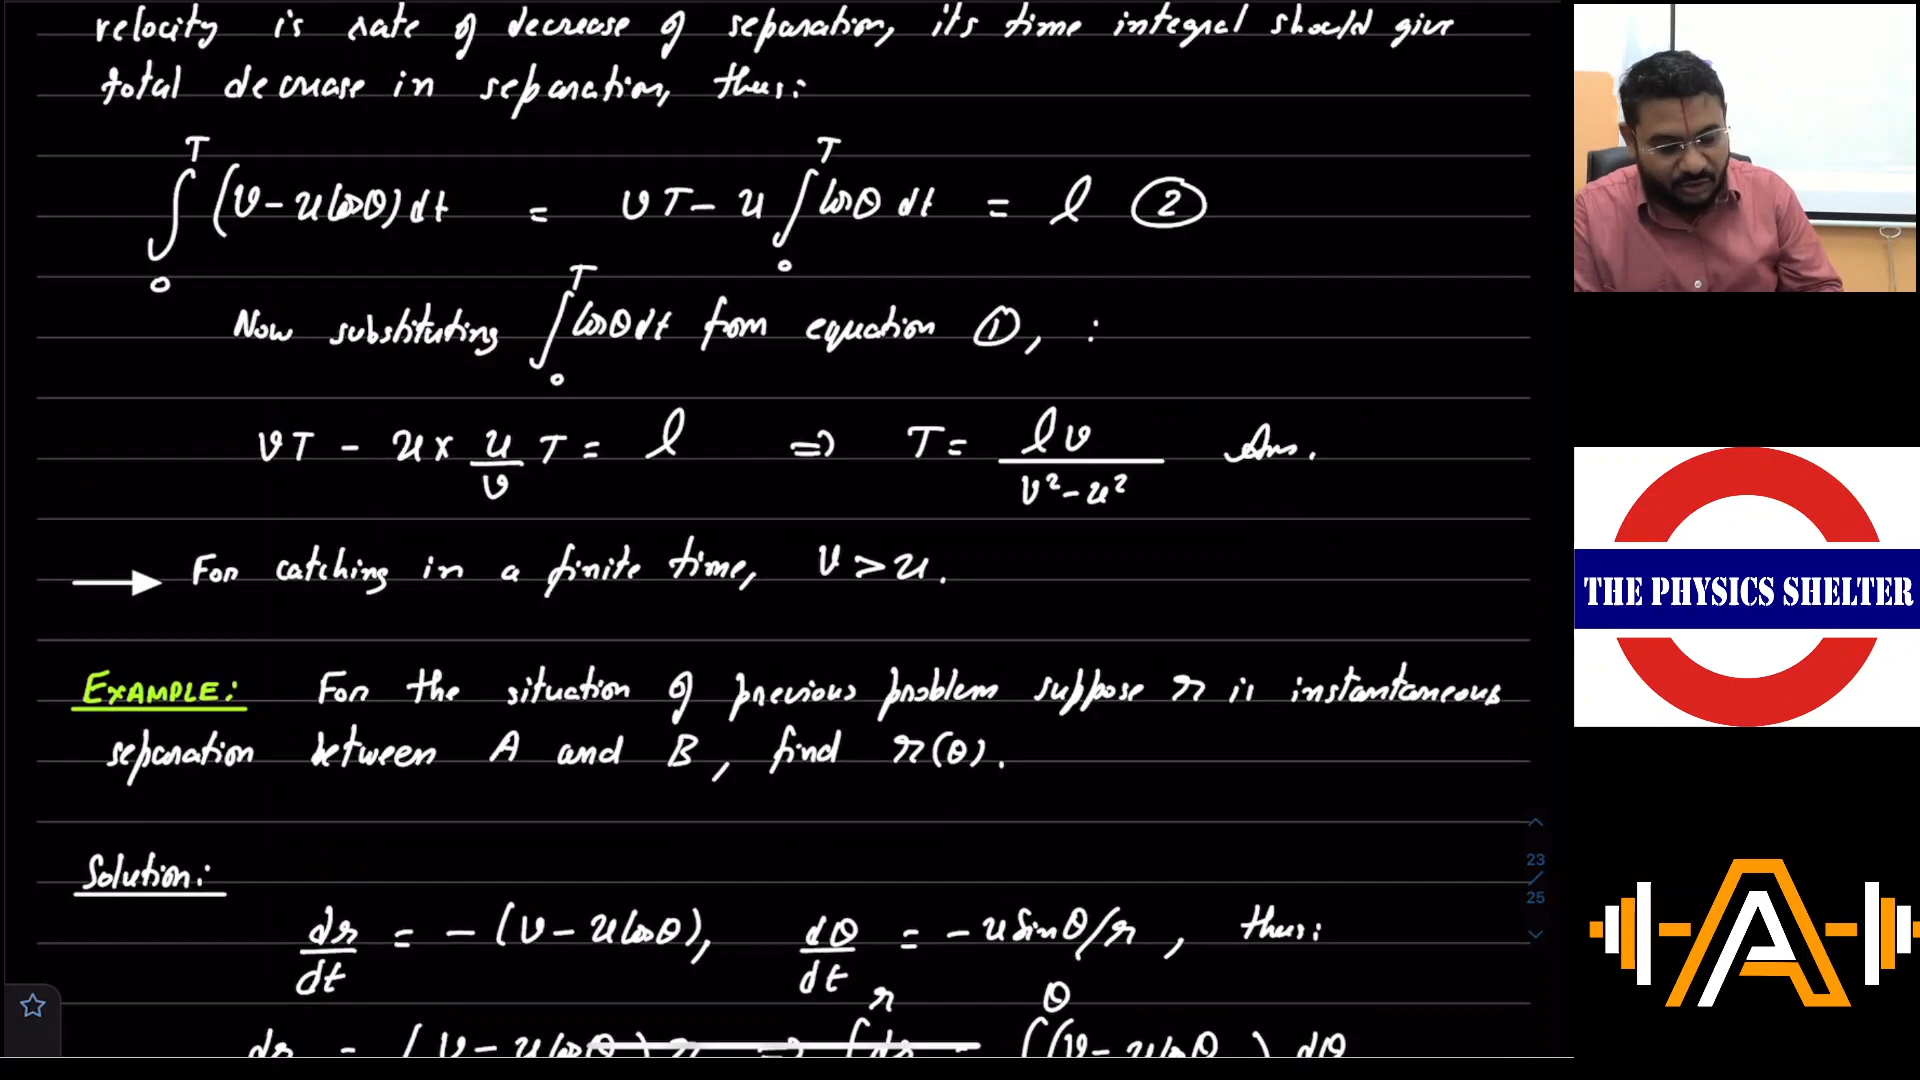 velocity is rate of decrease of separation, its time integral should give
total decrease in separation, thus:
∫₀ᵀ (v - u cosθ) dt = vT - u ∫₀ᵀ cosθ dt = l ②
Now substituting ∫₀ᵀ cosθ dt from equation ①, :
vT - u × u/v T = l ⇒ T = lv/(v² - u²) Ans.
→ For catching in a finite time, v > u.
EXAMPLE: For the situation of previous problem suppose r is instantaneous
separation between A and B, find r(θ).
Solution:
dr/dt = - (v - u cosθ), dθ/dt = - u sinθ/r, thus:
THE PHYSICS SHELTER
A
23
25